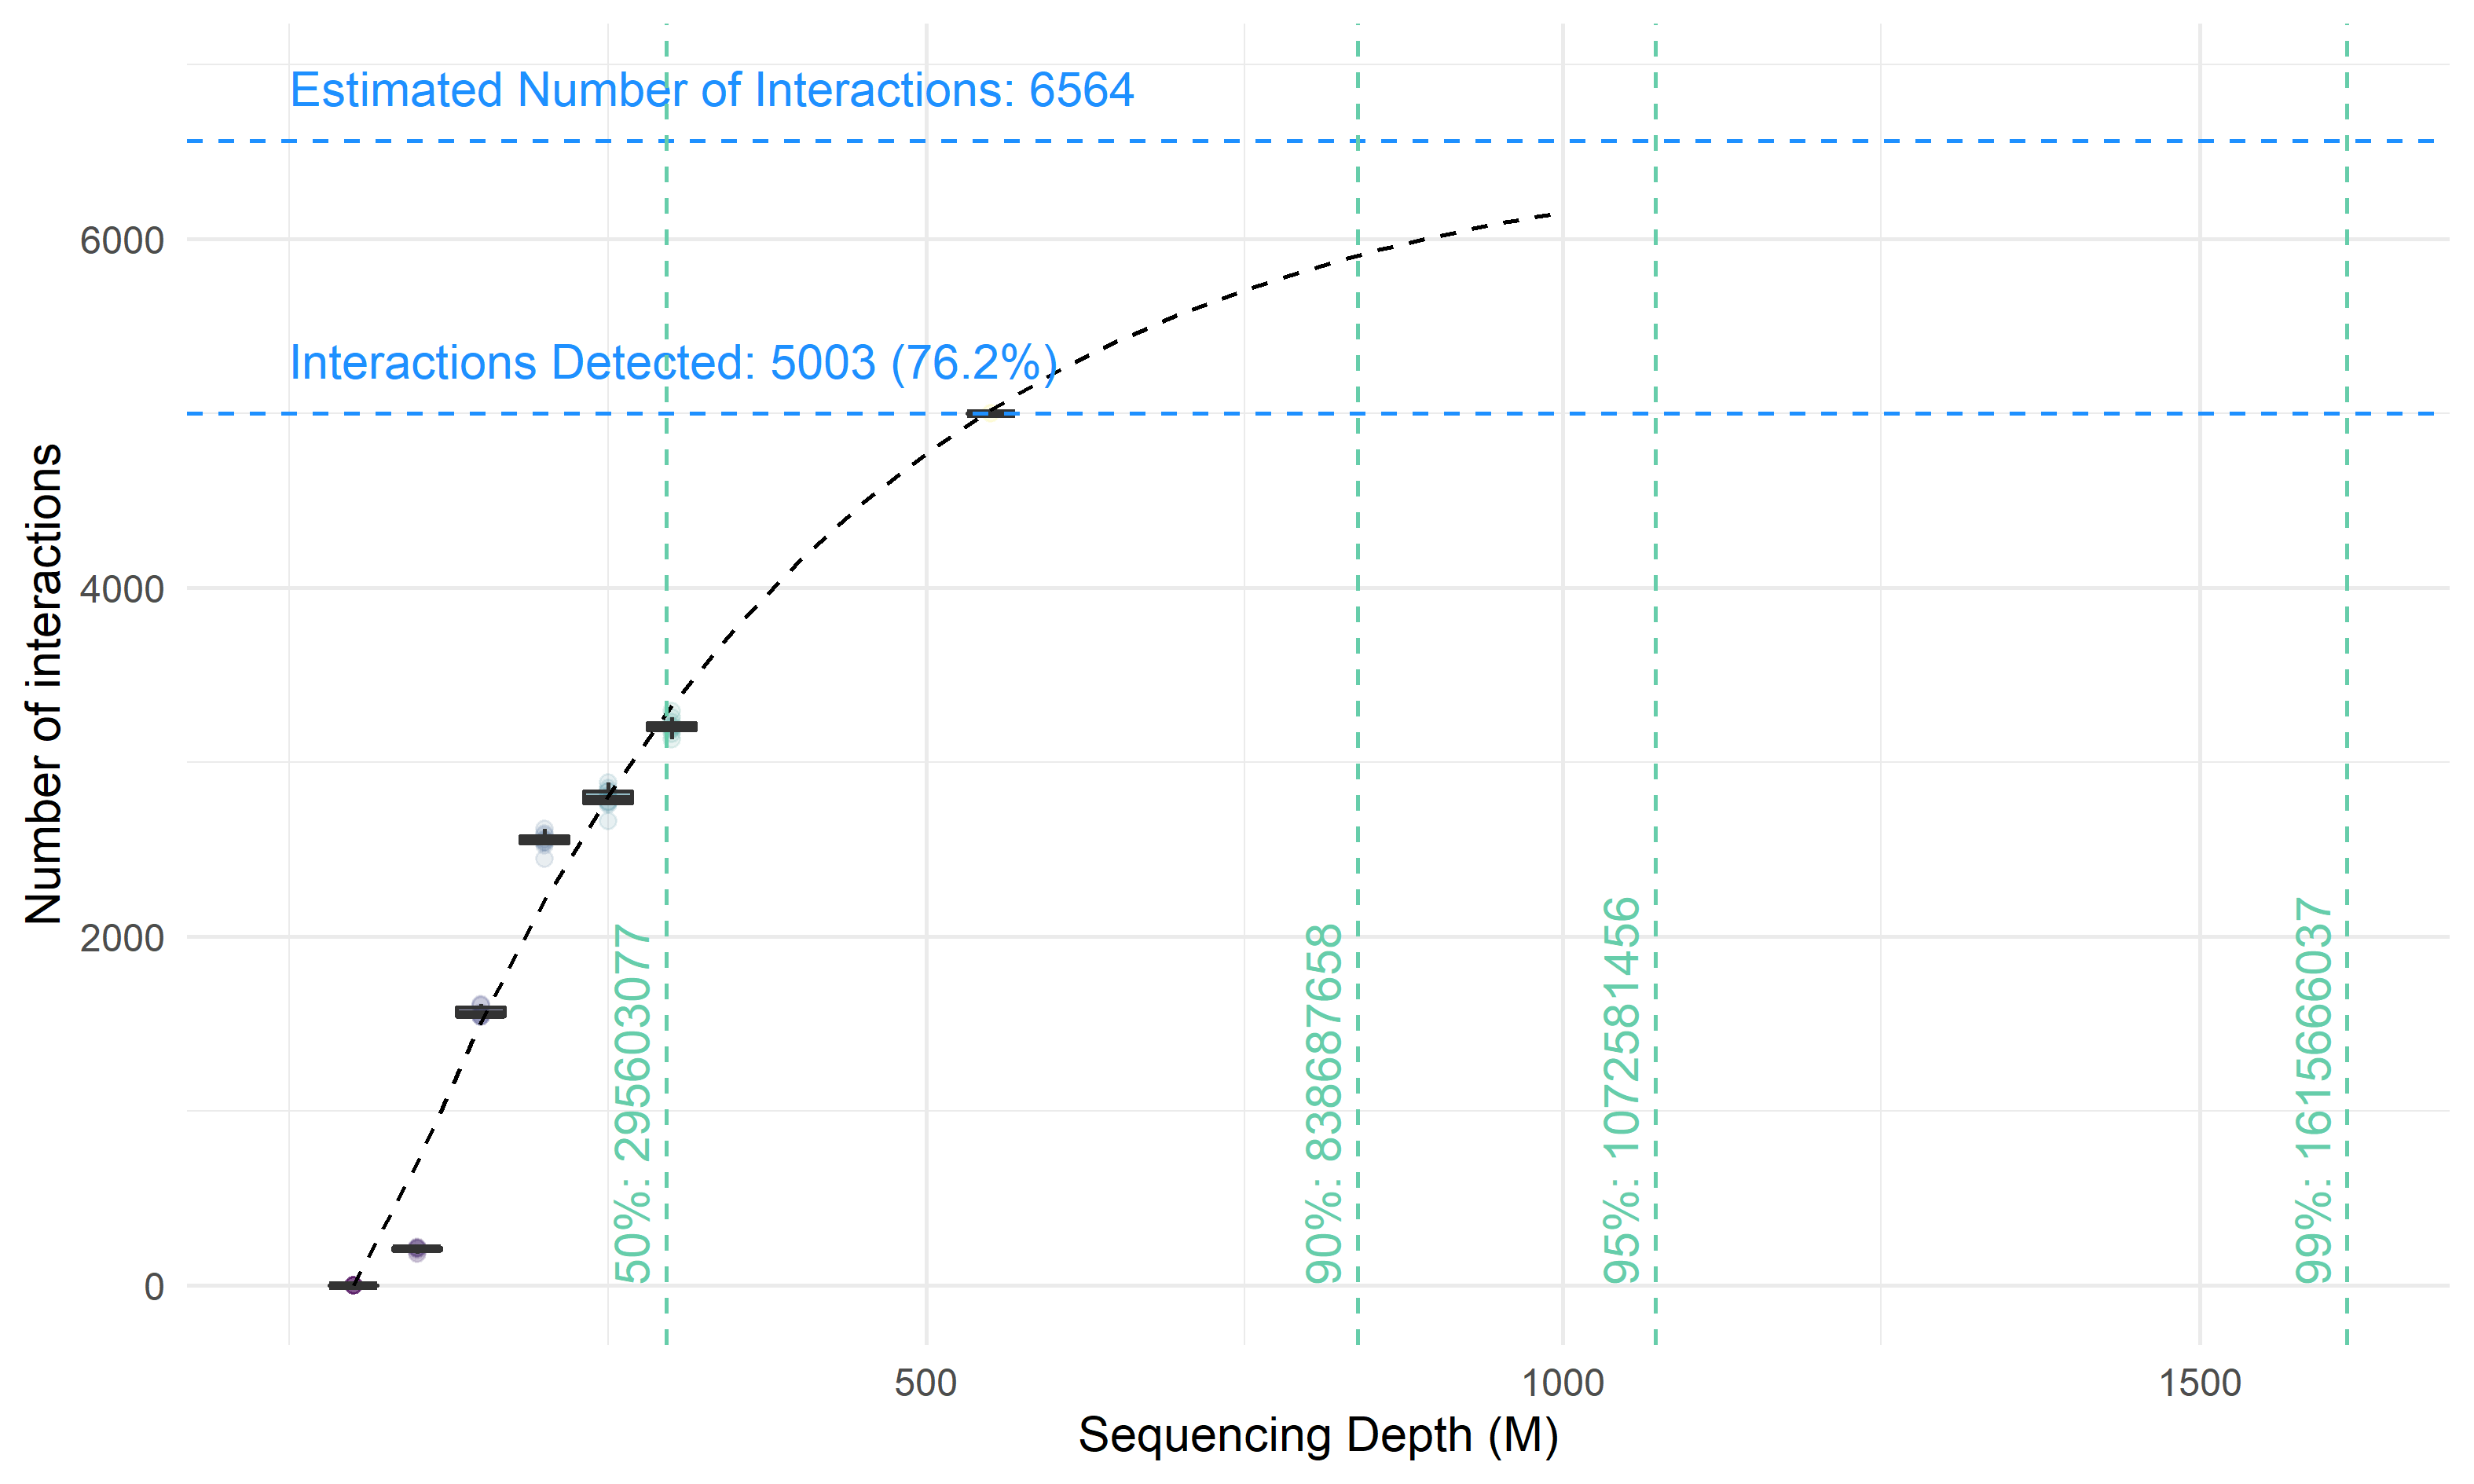 Estimated Number of Interactions: 6564
Interactions Detected: 5003 (76.2%)
Number of interactions
6000
4000
2000
0
50%: 295603077
90%: 838687658
95%: 1072581456
99%: 1615666037
500
1000
1500
Sequencing Depth (M)